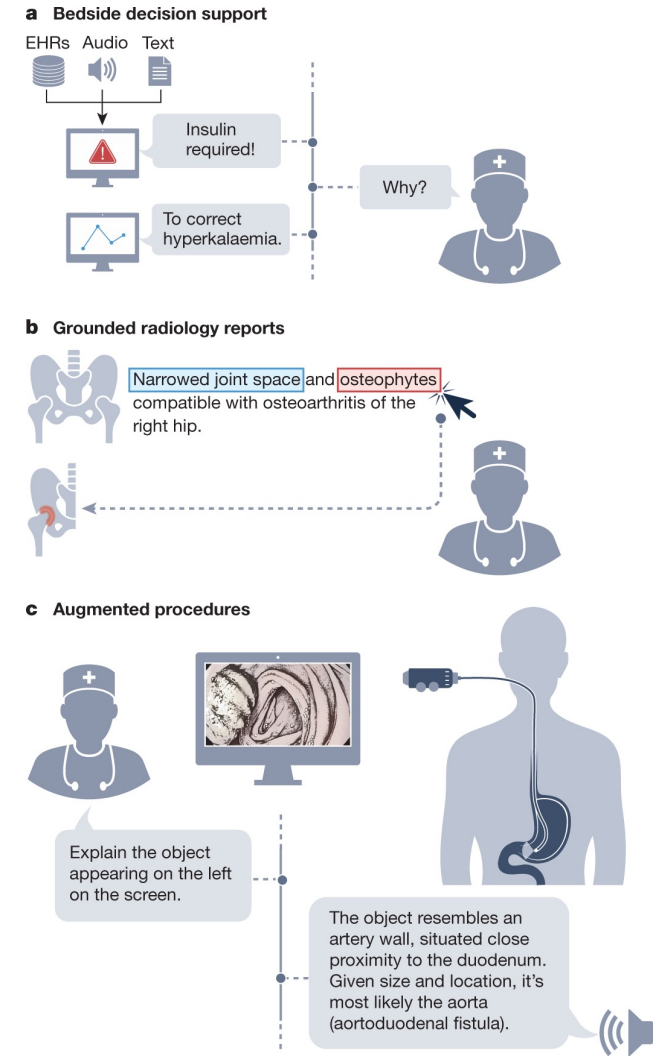 a Bedside decision support
EHRs Audio Text
Insulin
required!
Why?
To correct
hyperkalaemia.
b Grounded radiology reports
Narrowed joint space and osteophytes
compatible with osteoarthritis of the
right hip.
c Augmented procedures
Explain the object
appearing on the left
on the screen.
The object resembles an
artery wall, situated close
proximity to the duodenum.
Given size and location, it’s
most likely the aorta
(aortoduodenal fistula).